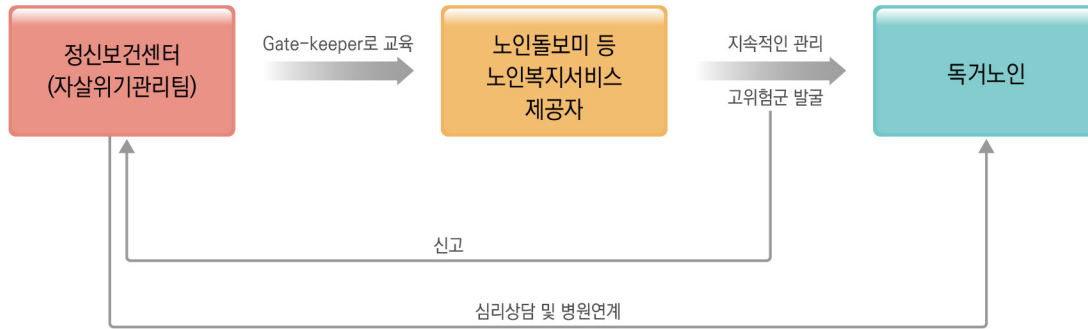 정신보건센터
(자살위기관리팀)
Gate-keeper로 교육
노인돌보미 등
노인복지서비스
제공자
지속적인 관리
고위험군 발굴
독거노인
신고
심리상담 및 병원연계